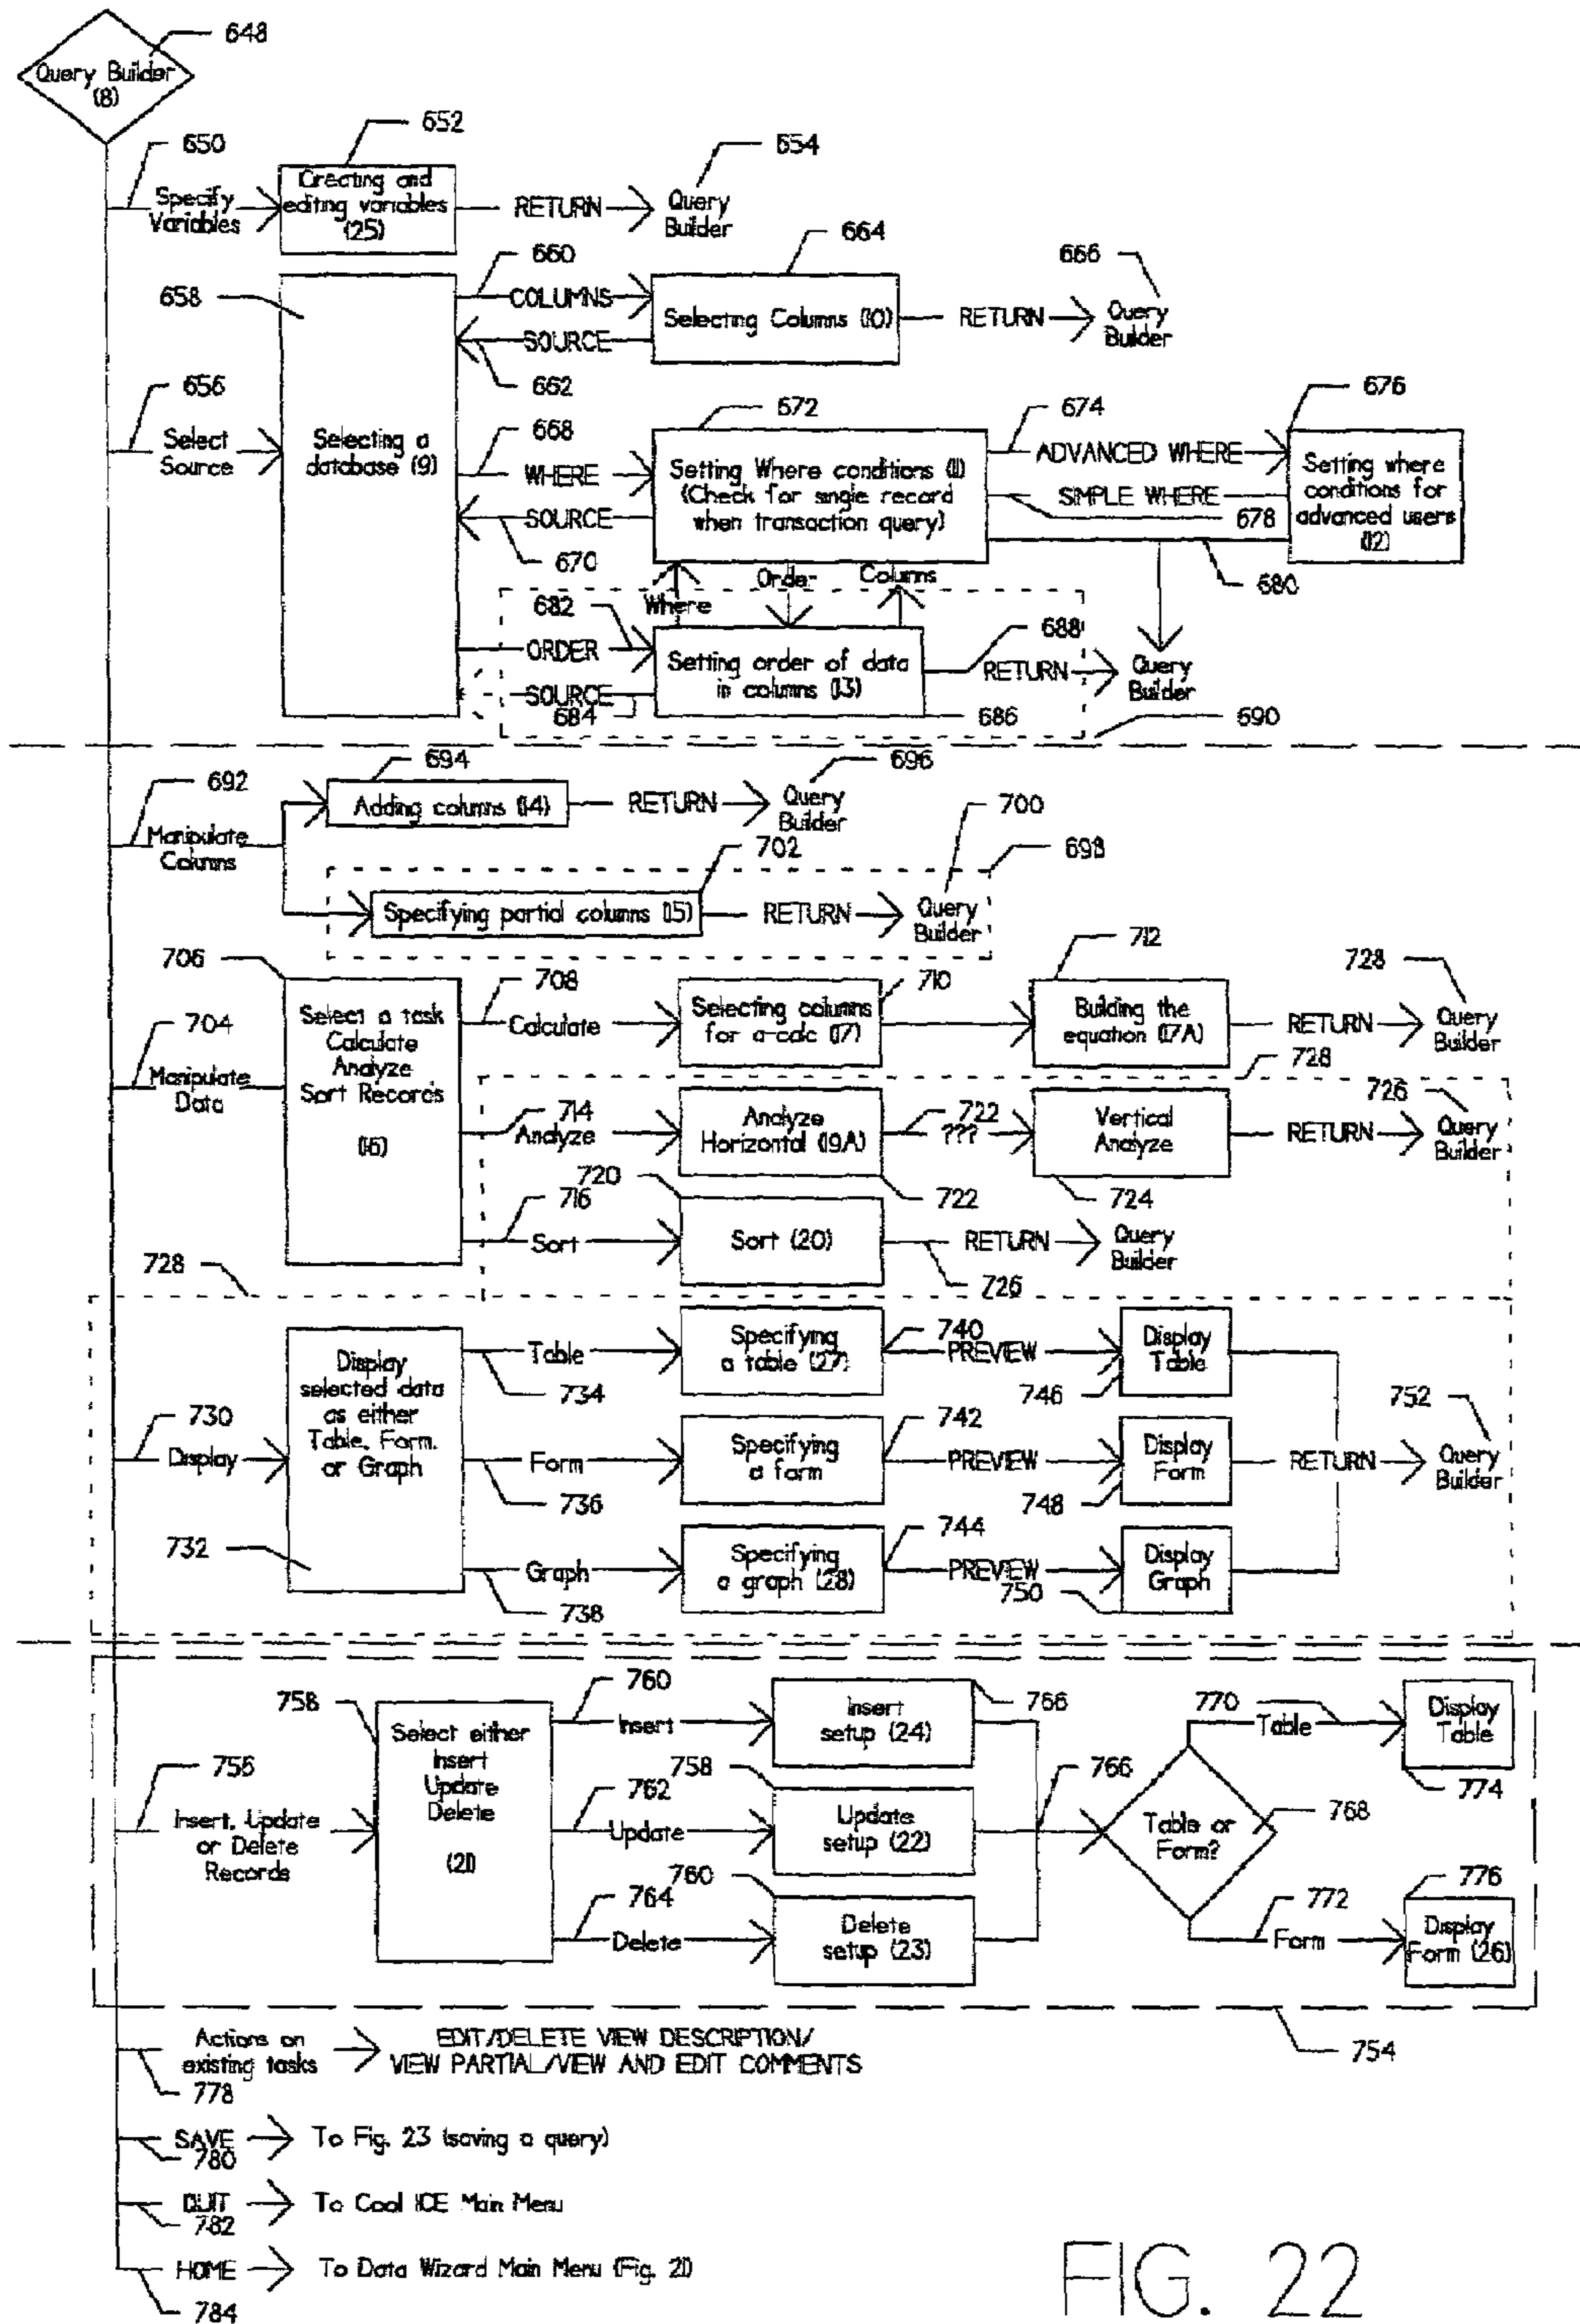 648
Query Builder
(8)
650
652
654
Specify
Variables
Creating and
editing variables
(25)
RETURN
Query
Builder
658
660
664
666
COLUMNS
Selecting Columns (10)
RETURN
Query
Builder
SOURCE
662
656
Select
Source
Selecting a
database (9)
668
672
674
676
WHERE
Setting Where conditions (11)
(Check for single record
when transaction query)
ADVANCED WHERE
Setting where
conditions for
advanced users
(12)
SIMPLE WHERE
678
SOURCE
670
680
Where
Order
Columns
682
688
ORDER
Setting order of data
in columns (13)
RETURN
Query
Builder
SOURCE
684
686
690
692
694
696
Manipulate
Columns
Adding columns (14)
RETURN
Query
Builder
700
702
698
Specifying partial columns (15)
RETURN
Query
Builder
706
708
710
712
728
704
Manipulate
Data
Select a task
Calculate
Analyze
Sort Records
(16)
Calculate
Selecting columns
for a-calc (17)
Building the
equation (17A)
RETURN
Query
Builder
728
714
Analyze
Analyze
Horizontal (19A)
722
???
Vertical
Analyze
RETURN
726
Query
Builder
720
722
724
716
Sort
Sort (20)
RETURN
Query
Builder
726
728
730
Display
Display
selected data
as either
Table, Form,
or Graph
732
Table
734
Specifying
a table (27)
740
PREVIEW
746
Display
Table
Form
736
Specifying
a form
742
PREVIEW
748
Display
Form
RETURN
752
Query
Builder
Graph
738
Specifying
a graph (28)
744
PREVIEW
750
Display
Graph
756
Insert, Update
or Delete
Records
758
Select either
Insert
Update
Delete
(21)
760
Insert
Insert
setup (24)
766
770
Table
Display
Table
774
758
762
Update
Update
setup (22)
766
Table or
Form?
768
760
764
Delete
Delete
setup (23)
772
Form
776
Display
Form (26)
754
Actions on
existing tasks
778
EDIT/DELETE VIEW DESCRIPTION/
VIEW PARTIAL/VIEW AND EDIT COMMENTS
SAVE
780
To Fig. 23 (saving a query)
QUIT
782
To Cool ICE Main Menu
HOME
784
To Data Wizard Main Menu (Fig. 21)
FIG. 22